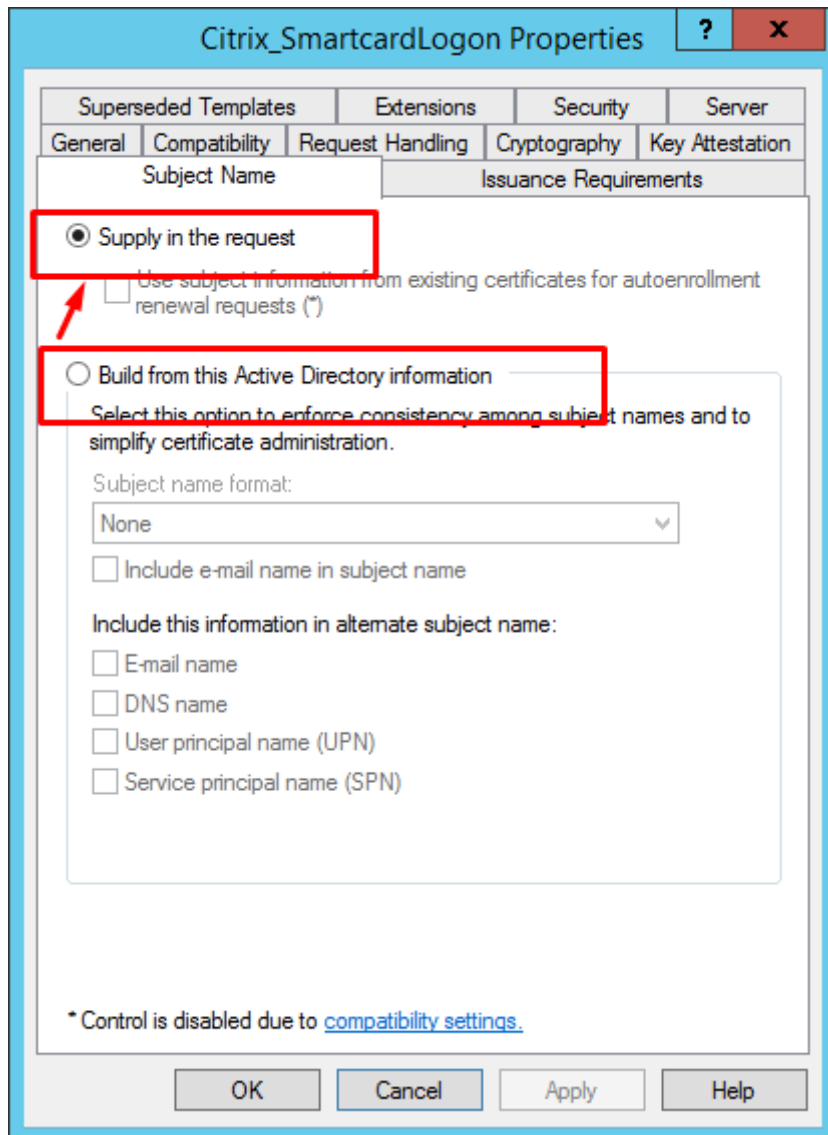 Citrix_SmartcardLogon Properties
? x
Superseded Templates Extensions Security Server
General Compatibility Request Handling Cryptography Key Attestation
Subject Name Issuance Requirements
Supply in the request
Use subject information from existing certificates for autoenrollment
renewal requests (*)
Build from this Active Directory information
Select this option to enforce consistency among subject names and to
simplify certificate administration.
Subject name format:
None
Include e-mail name in subject name
Include this information in alternate subject name:
E-mail name
DNS name
User principal name (UPN)
Service principal name (SPN)
* Control is disabled due to compatibility settings.
OK Cancel Apply Help